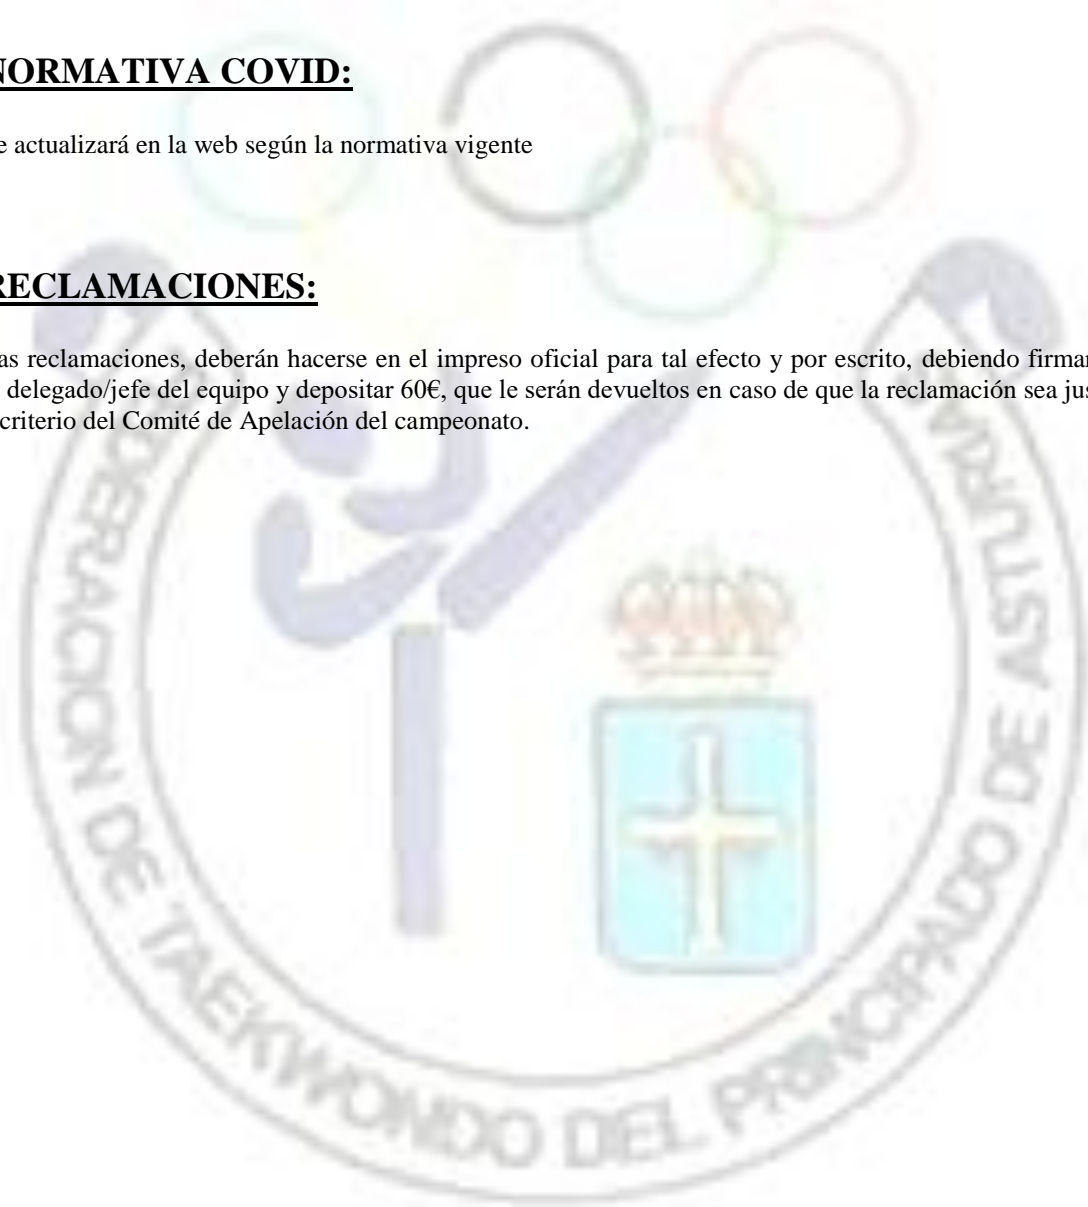 NORMATIVA COVID:
e actualizará en la web según la normativa vigente
RECLAMACIONES:
as reclamaciones, deberán hacerse en el impreso oficial para tal efecto y por escrito, debiendo firmar
delegado/jefe del equipo y depositar 60€, que le serán devueltos en caso de que la reclamación sea jus
criterio del Comité de Apelación del campeonato.
FEDERACION DE TAEKWONDO DEL PRINCIPADO DE ASTURIAS